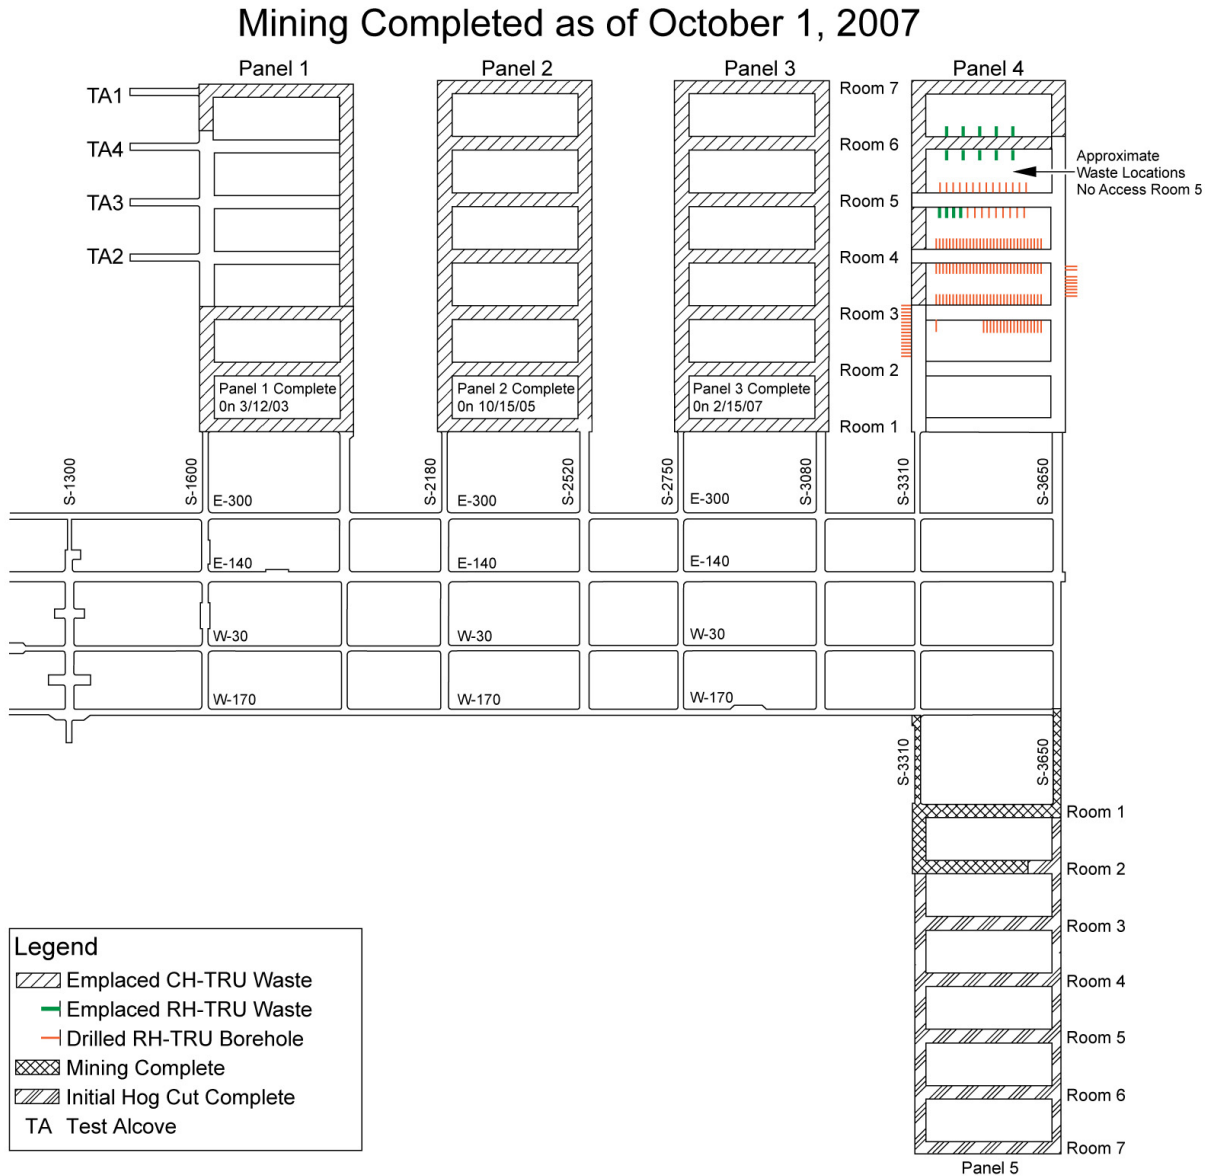 Mining Completed as of October 1, 2007
Panel 1
Panel 2
Panel 3
Panel 4
TA1
TA4
TA3
TA2
Room 7
Room 6
Room 5
Room 4
Room 3
Room 2
Room 1
Approximate
Waste Locations
No Access Room 5
Panel 1 Complete
0n 3/12/03
Panel 2 Complete
0n 10/15/05
Panel 3 Complete
0n 2/15/07
S-1300
S-1600
S-2180
S-2520
S-2750
S-3080
S-3310
S-3650
E-300
E-300
E-300
E-140
E-140
E-140
W-30
W-30
W-30
W-170
W-170
W-170
S-3310
S-3650
Room 1
Room 2
Room 3
Room 4
Room 5
Room 6
Room 7
Panel 5
Legend
Emplaced CH-TRU Waste
Emplaced RH-TRU Waste
Drilled RH-TRU Borehole
Mining Complete
Initial Hog Cut Complete
TA Test Alcove